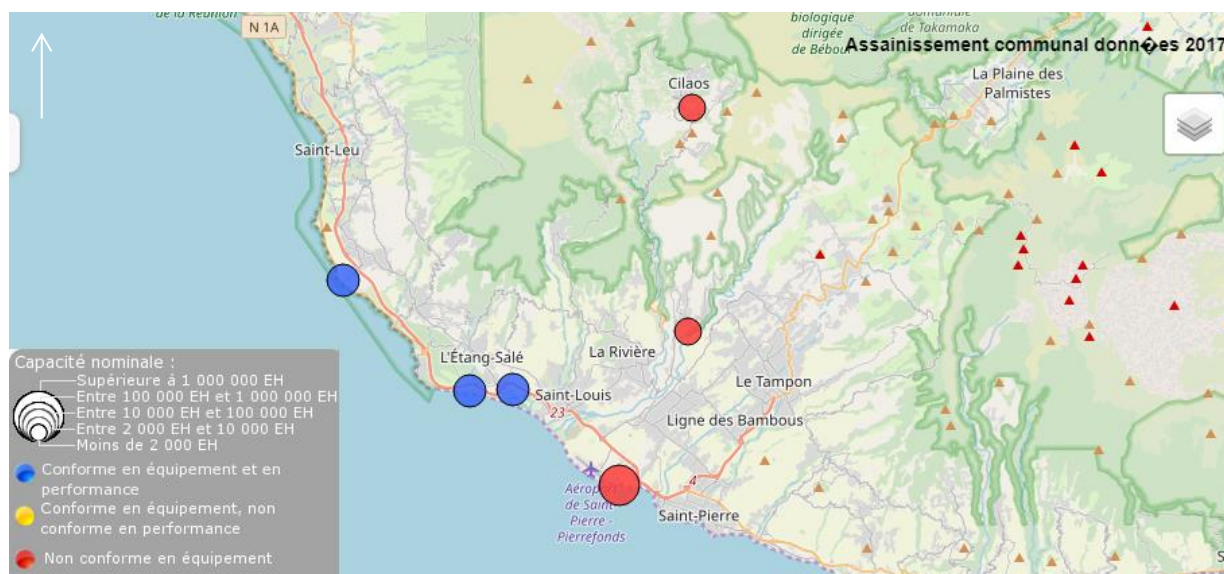 de la Réunion
N 1A
biologique
dirigée
de Bébour
domaniale
de Takamaka
Assainissement communal donn�es 2017
Cilaos
La Plaine des
Palmistes
Saint-Leu
L'Étang-Salé
La Rivière
Saint-Louis
23
Le Tampon
Ligne des Bambous
4
Aéroport
de Saint
Pierre -
Pierrefonds
Saint-Pierre
S
Capacité nominale :
Supérieure à 1 000 000 EH
Entre 100 000 EH et 1 000 000 EH
Entre 10 000 EH et 100 000 EH
Entre 2 000 EH et 10 000 EH
Moins de 2 000 EH
Conforme en équipement et en
performance
Conforme en équipement, non
conforme en performance
Non conforme en équipement